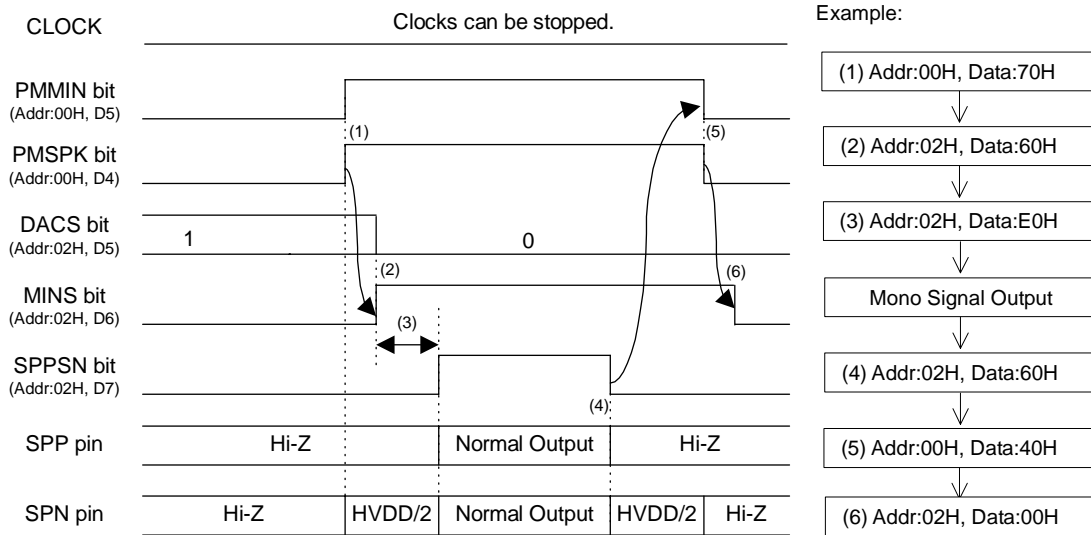 CLOCK
Clocks can be stopped.
Example:
PMMIN bit
(Addr:00H, D5)
(1)
(5)
PMSPK bit
(Addr:00H, D4)
DACS bit
(Addr:02H, D5)
1
0
(2)
(6)
MINS bit
(Addr:02H, D6)
(3)
SPPSN bit
(Addr:02H, D7)
(4)
SPP pin
Hi-Z
Normal Output
Hi-Z
SPN pin
Hi-Z
HVDD/2
Normal Output
HVDD/2
Hi-Z
(1) Addr:00H, Data:70H
(2) Addr:02H, Data:60H
(3) Addr:02H, Data:E0H
Mono Signal Output
(4) Addr:02H, Data:60H
(5) Addr:00H, Data:40H
(6) Addr:02H, Data:00H